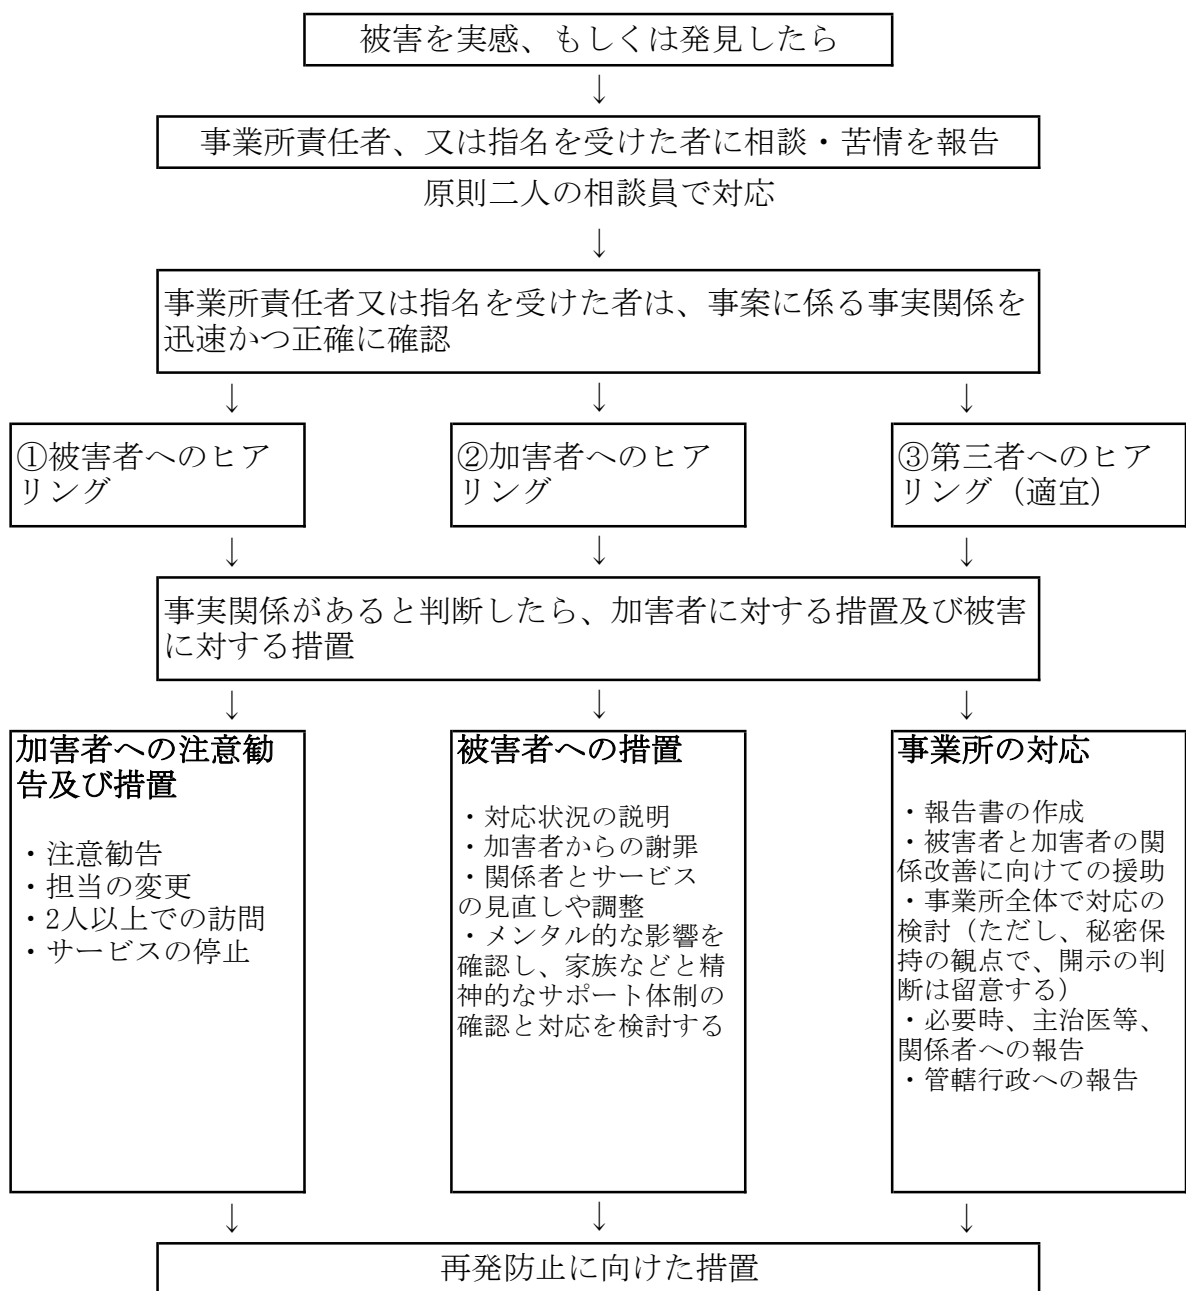 被害を実感、もしくは発見したら
↓
事業所責任者、又は指名を受けた者に相談・苦情を報告
原則二人の相談員で対応
↓
事業所責任者又は指名を受けた者は、事案に係る事実関係を
迅速かつ正確に確認
↓ ↓ ↓
①被害者へのヒア
リング
②加害者へのヒア
リング
③第三者へのヒア
リング（適宜）
↓ ↓ ↓
事実関係があると判断したら、加害者に対する措置及び被害
に対する措置
↓ ↓ ↓
加害者への注意勧
告及び措置
・注意勧告
・担当の変更
・2人以上での訪問
・サービスの停止
被害者への措置
・対応状況の説明
・加害者からの謝罪
・関係者とサービス
の見直しや調整
・メンタル的な影響を
確認し、家族などと精
神的なサポート体制の
確認と対応を検討する
事業所の対応
・報告書の作成
・被害者と加害者の関
係改善に向けての援助
・事業所全体で対応の
検討（ただし、秘密保
持の観点で、開示の判
断は留意する）
・必要時、主治医等、
関係者への報告
・管轄行政への報告
↓ ↓ ↓
再発防止に向けた措置